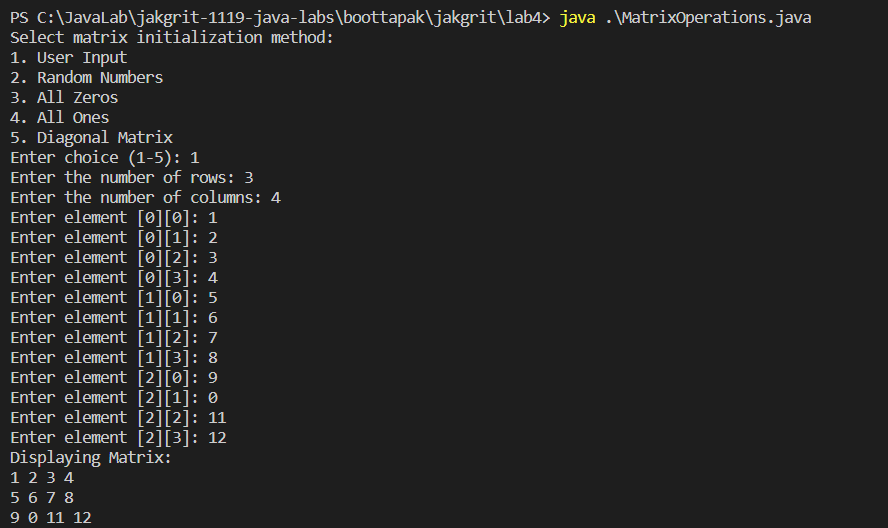 PS C:\JavaLab\jakgrit-1119-java-labs\boottapak\jakgrit\lab4> java .\MatrixOperations.java
Select matrix initialization method:
1. User Input
2. Random Numbers
3. All Zeros
4. All Ones
5. Diagonal Matrix
Enter choice (1-5): 1
Enter the number of rows: 3
Enter the number of columns: 4
Enter element [0][0]: 1
Enter element [0][1]: 2
Enter element [0][2]: 3
Enter element [0][3]: 4
Enter element [1][0]: 5
Enter element [1][1]: 6
Enter element [1][2]: 7
Enter element [1][3]: 8
Enter element [2][0]: 9
Enter element [2][1]: 0
Enter element [2][2]: 11
Enter element [2][3]: 12
Displaying Matrix:
1 2 3 4
5 6 7 8
9 0 11 12